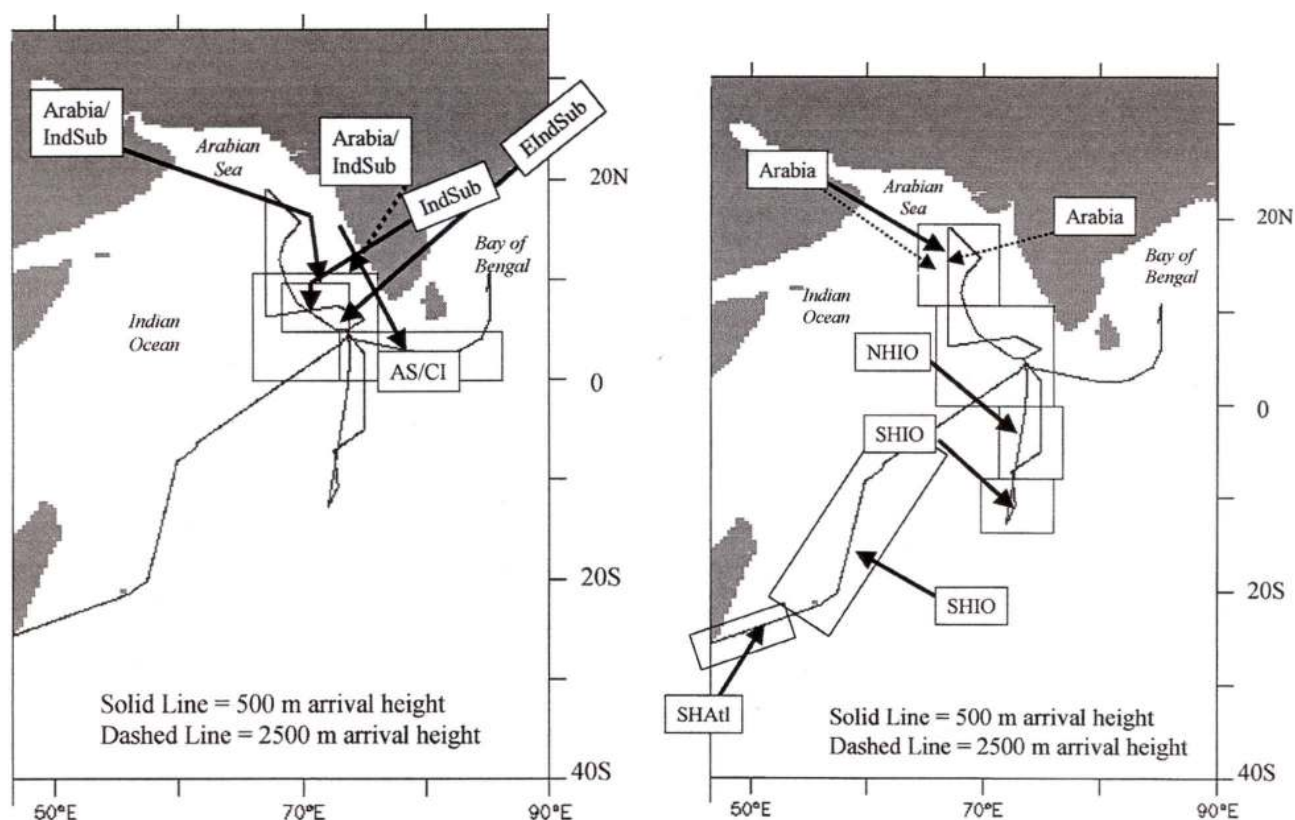 Arabia/
IndSub
Arabian
Sea
Arabia/
IndSub
EIndSub
IndSub
20N
Bay of
Bengal
Indian
Ocean
AS/CI
0
20S
Solid Line = 500 m arrival height
Dashed Line = 2500 m arrival height
40S
50°E
70°E
90°E
Arabia
Arabian
Sea
Arabia
20N
Bay of
Bengal
Indian
Ocean
NHIO
0
SHIO
20S
SHIO
SHAtl
Solid Line = 500 m arrival height
Dashed Line = 2500 m arrival height
40S
50°E
70°E
90°E